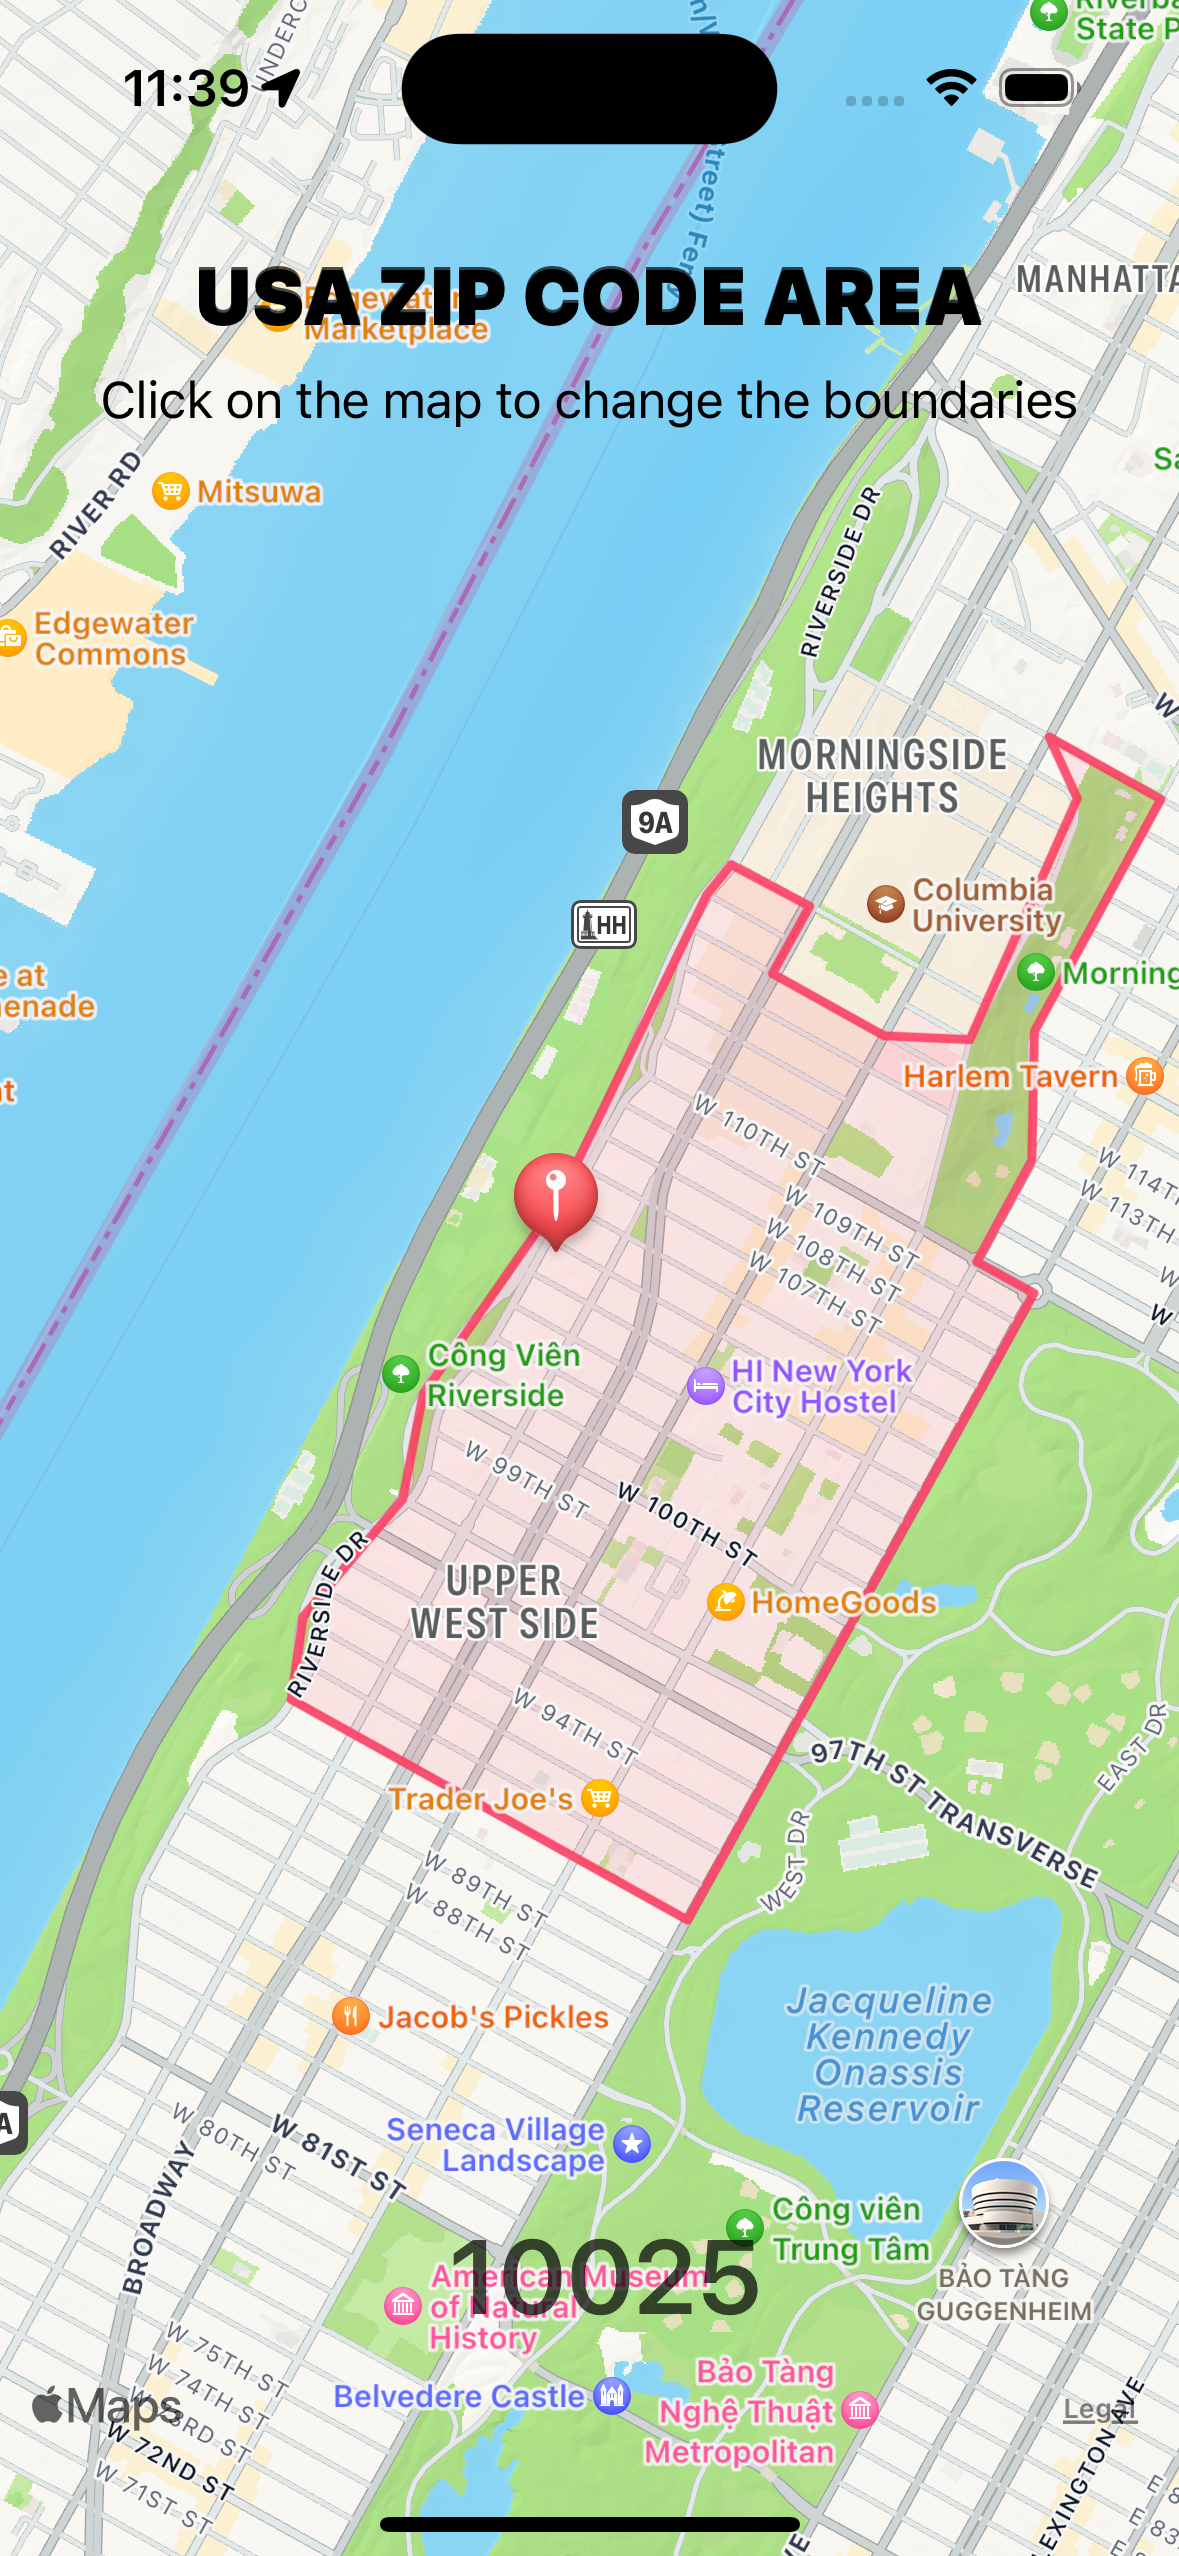 11:39
State P
USA ZIP CODE AREA
Edgewater
Marketplace
MANHATTA
Click on the map to change the boundaries
RIVER RD
Mitsuwa
RIVERSIDE DR
Edgewater
Commons
MORNINGSIDE
HEIGHTS
9A
HH
Columbia
University
Morning
e at
enade
Harlem Tavern
W 110TH ST
W 109TH ST
W 108TH ST
W 107TH ST
W 114T
W 113TH
Công Viên
Riverside
HI New York
City Hostel
W 99TH ST
W 100TH ST
RIVERSIDE DR
UPPER
WEST SIDE
HomeGoods
W 94TH ST
97TH ST TRANSVERSE
EAST DR
WEST DR
Trader Joe's
W 89TH ST
W 88TH ST
Jacqueline
Kennedy
Onassis
Reservoir
Jacob's Pickles
W 81ST ST
W 80TH ST
BROADWAY
Seneca Village
Landscape
Công viên
Trung Tâm
10025
American Museum
of Natural
History
BẢO TÀNG
GUGGENHEIM
W 75TH ST
W 74TH ST
Belvedere Castle
Bảo Tàng
Nghệ Thuật
Metropolitan
Maps
Legal
W 72ND ST
W 71ST ST
LEXINGTON AVE